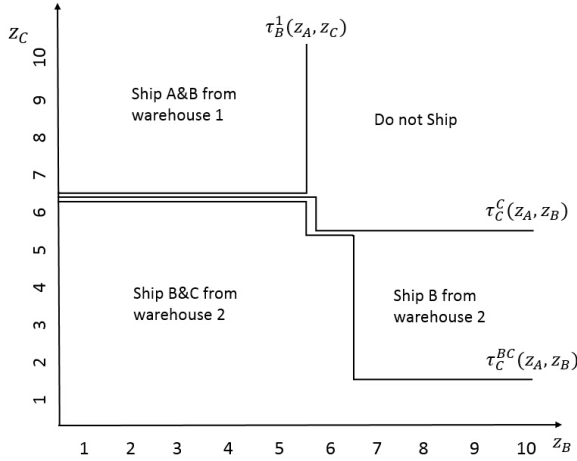 z_C
τ_B^1(z_A, z_C)
10
9
8
7
6
5
4
3
2
1
Ship A&B from
warehouse 1
Do not Ship
τ_C^C(z_A, z_B)
Ship B&C from
warehouse 2
Ship B from
warehouse 2
τ_C^{BC}(z_A, z_B)
1 2 3 4 5 6 7 8 9 10 z_B